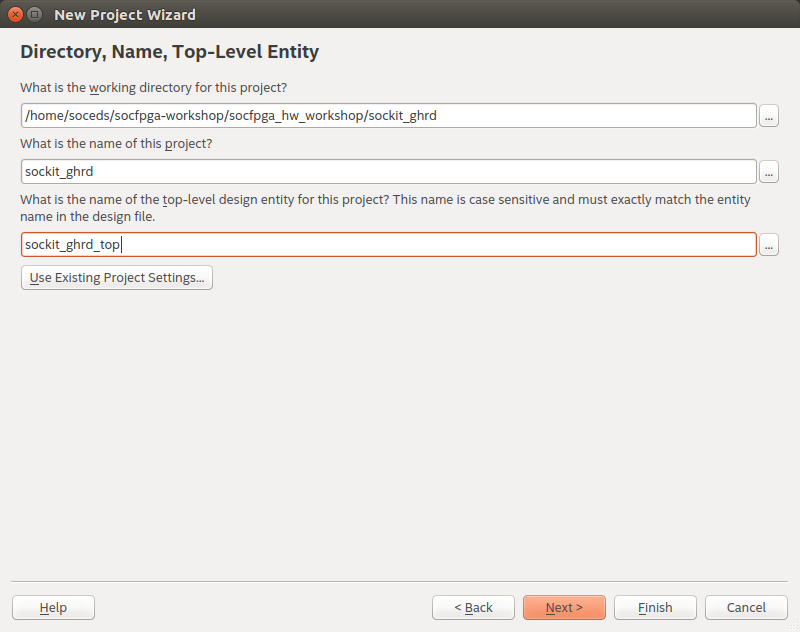 New Project Wizard
Directory, Name, Top-Level Entity
What is the working directory for this project?
/home/soceds/socfpga-workshop/socfpga_hw_workshop/sockit_ghrd
...
What is the name of this project?
sockit_ghrd
...
What is the name of the top-level design entity for this project? This name is case sensitive and must exactly match the entity
name in the design file.
sockit_ghrd_top
...
Use Existing Project Settings...
Help
< Back
Next >
Finish
Cancel